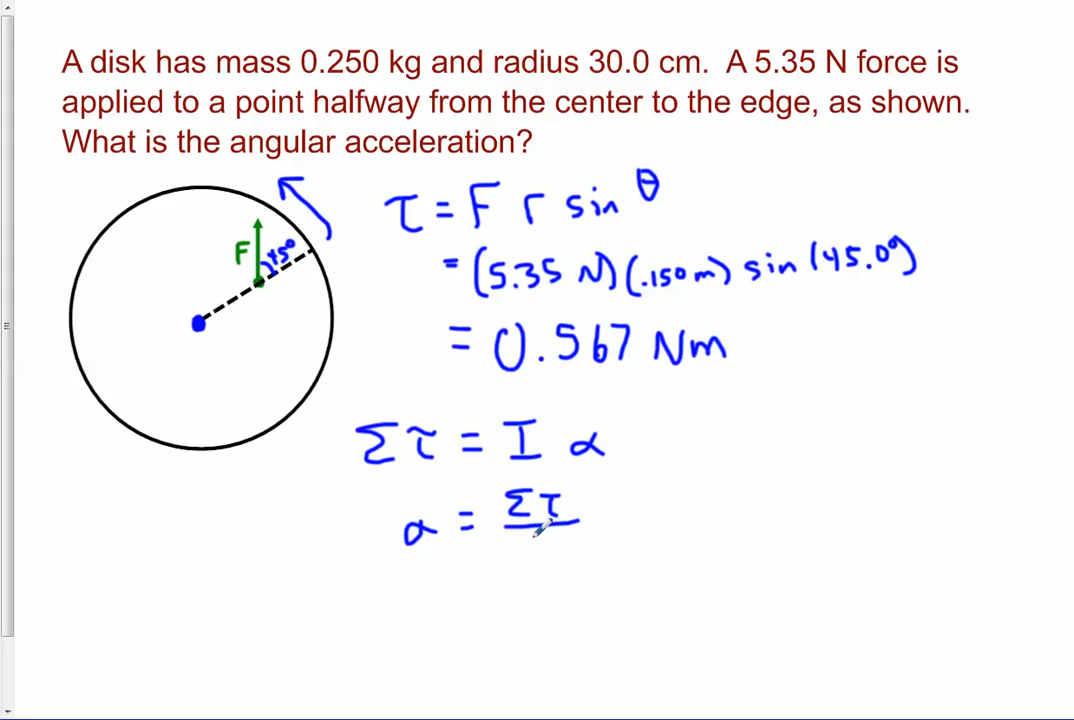 A disk has mass 0.250 kg and radius 30.0 cm. A 5.35 N force is
applied to a point halfway from the center to the edge, as shown.
What is the angular acceleration?
F 45°
τ = F r sin θ
= (5.35 N)(.150m) sin(45.0°)
= 0.567 Nm
Στ = I α
α = Στ